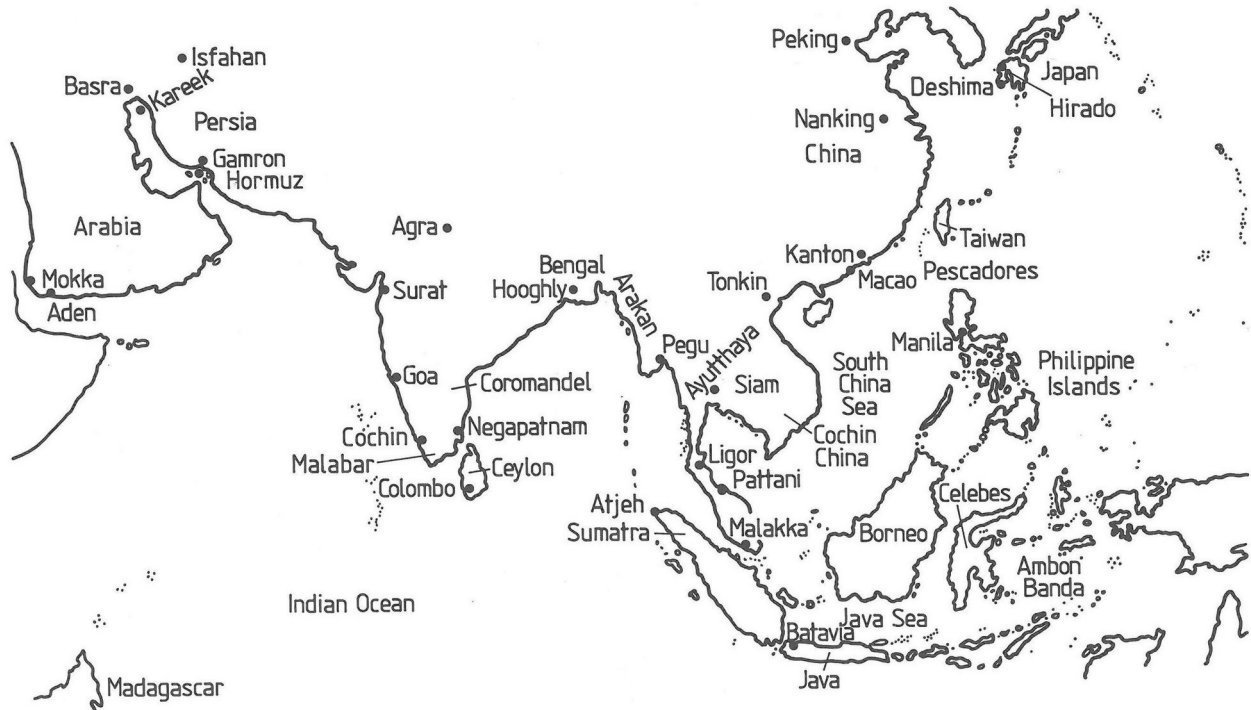 Peking
Isfahan
Basra
Kareek
Deshima
Japan
Hirado
Persia
Nanking
China
Gamron
Hormuz
Arabia
Agra
Taiwan
Kanton
Macao
Pescadores
Mokka
Aden
Surat
Bengal
Hooghly
Arakan
Tonkin
Pegu
Ayutthaya
Siam
South
China
Sea
Manila
Philippine
Islands
Goa
Coromandel
Cochin
Malabar
Negapatnam
Ceylon
Colombo
Cochin
China
Ligor
Pattani
Atjeh
Sumatra
Malakka
Borneo
Celebes
Ambon
Banda
Indian Ocean
Java Sea
Batavia
Java
Madagascar